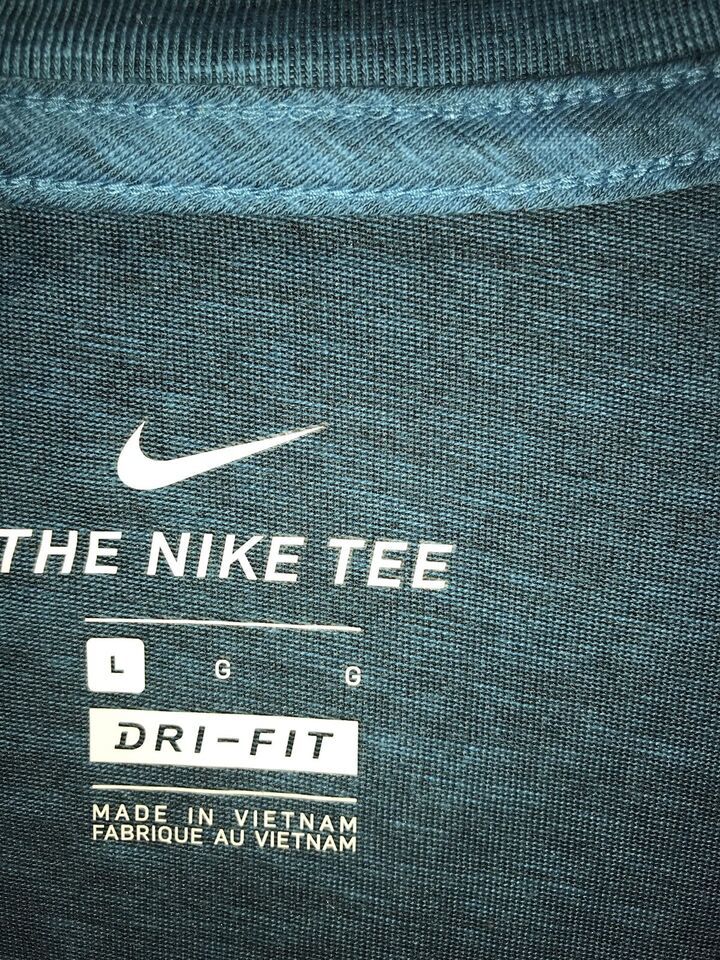 THE NIKE TEE
L G G
DRI-FIT
MADE IN VIETNAM
FABRIQUE AU VIETNAM